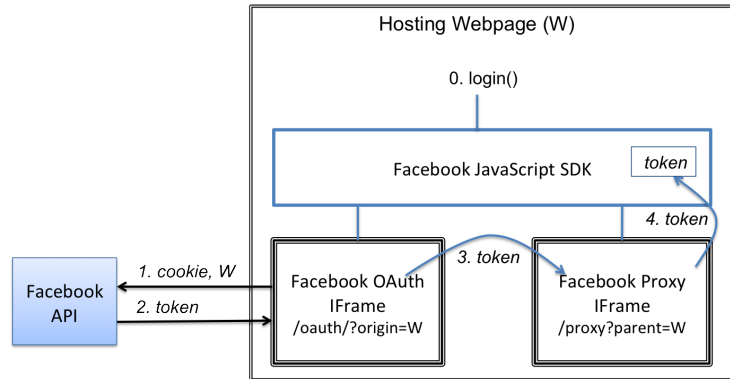 Hosting Webpage (W)
0. login()
Facebook JavaScript SDK
token
4. token
3. token
1. cookie, W
2. token
Facebook
API
Facebook OAuth
IFrame
/oauth/?origin=W
Facebook Proxy
IFrame
/proxy?parent=W